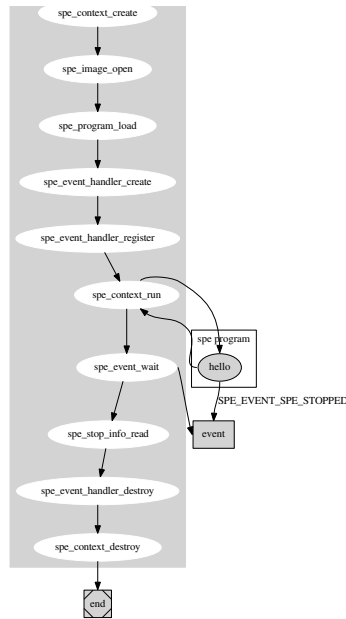 spe_context_create
spe_image_open
spe_program_load
spe_event_handler_create
spe_event_handler_register
spe_context_run
spe program
hello
spe_event_wait
SPE_EVENT_SPE_STOPPED
spe_stop_info_read
event
spe_event_handler_destroy
spe_context_destroy
end